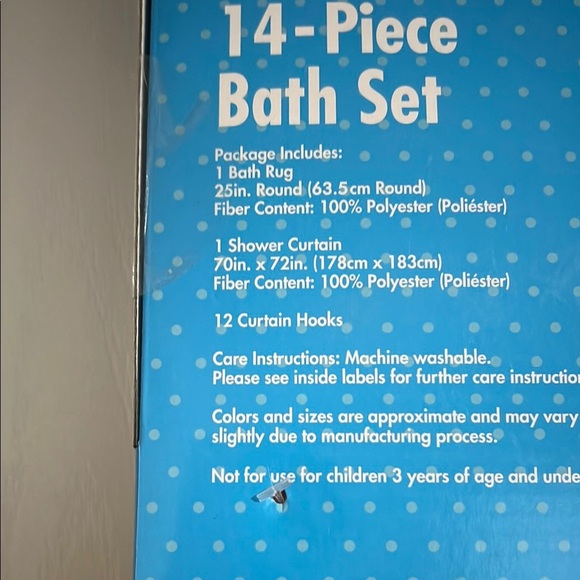 14-Piece
Bath Set
Package Includes:
1 Bath Rug
25in. Round (63.5cm Round)
Fiber Content: 100% Polyester (Poliéster)
1 Shower Curtain
70in. x 72in. (178cm x 183cm)
Fiber Content: 100% Polyester (Poliéster)
12 Curtain Hooks
Care Instructions: Machine washable.
Please see inside labels for further care instructio
Colors and sizes are approximate and may vary
slightly due to manufacturing process.
Not for use for children 3 years of age and unde